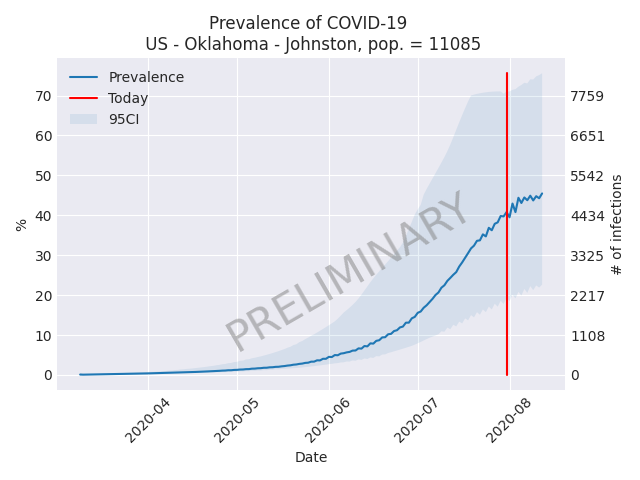 Prevalence of COVID-19
US - Oklahoma - Johnston, pop. = 11085
Prevalence
Today
95CI
70
60
50
40
30
20
10
0
%
7759
6651
5542
4434
3325
2217
1108
0
# of infections
PRELIMINARY
2020-04
2020-05
2020-06
2020-07
2020-08
Date